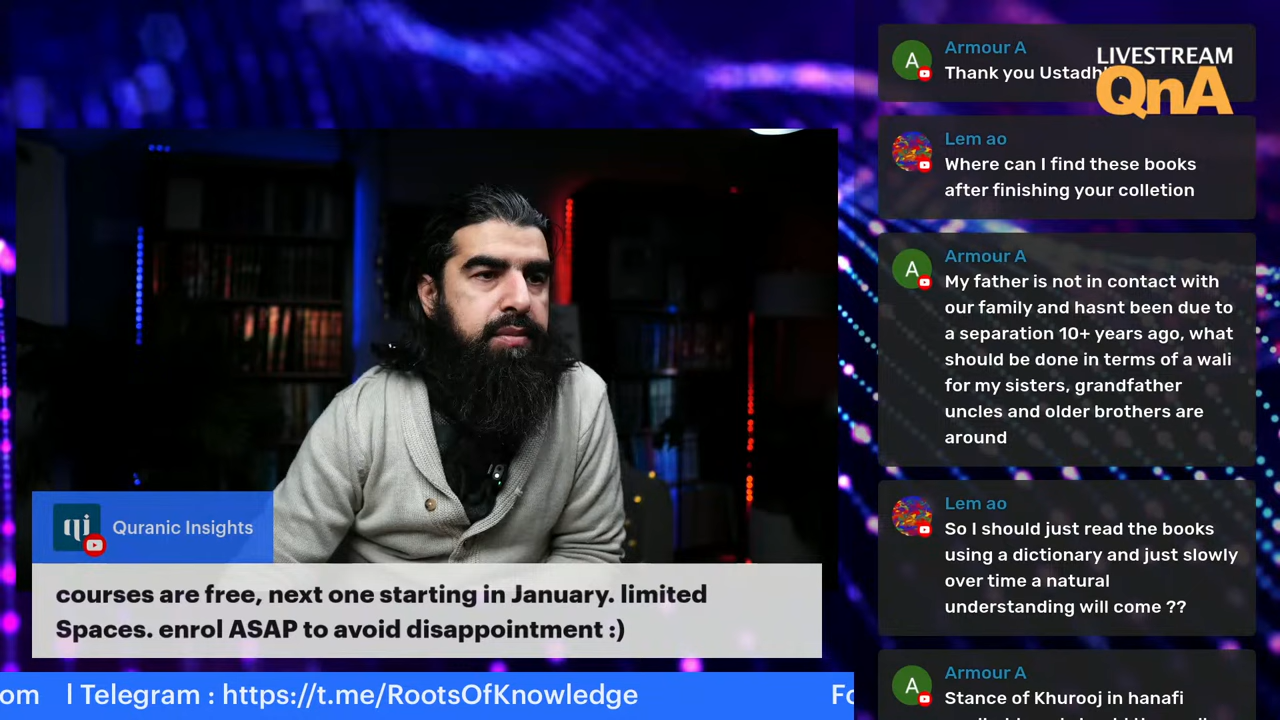 LIVESTREAM
QnA
Armour A
Thank you Ustadh
Lem ao
Where can I find these books
after finishing your colletion
Armour A
My father is not in contact with
our family and hasnt been due to
a separation 10+ years ago, what
should be done in terms of a wali
for my sisters, grandfather
uncles and older brothers are
around
Lem ao
So I should just read the books
using a dictionary and just slowly
over time a natural
understanding will come ??
Armour A
Stance of Khurooj in hanafi
Quranic Insights
courses are free, next one starting in January. limited
Spaces. enrol ASAP to avoid disappointment :)
om l Telegram : https://t.me/RootsOfKnowledge Fo